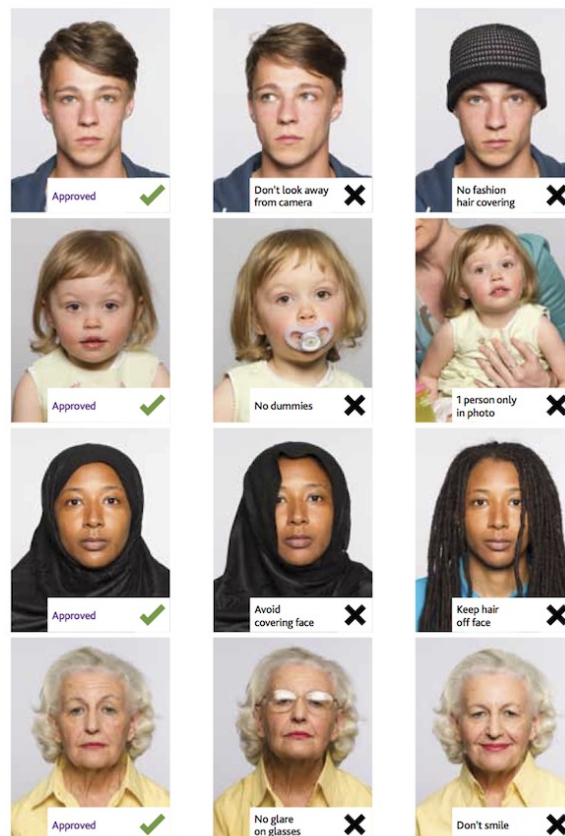 Approved
Don't look away
from camera
No fashion
hair covering
Approved
No dummies
1 person only
in photo
Approved
Avoid
covering face
Keep hair
off face
Approved
No glare
on glasses
Don't smile